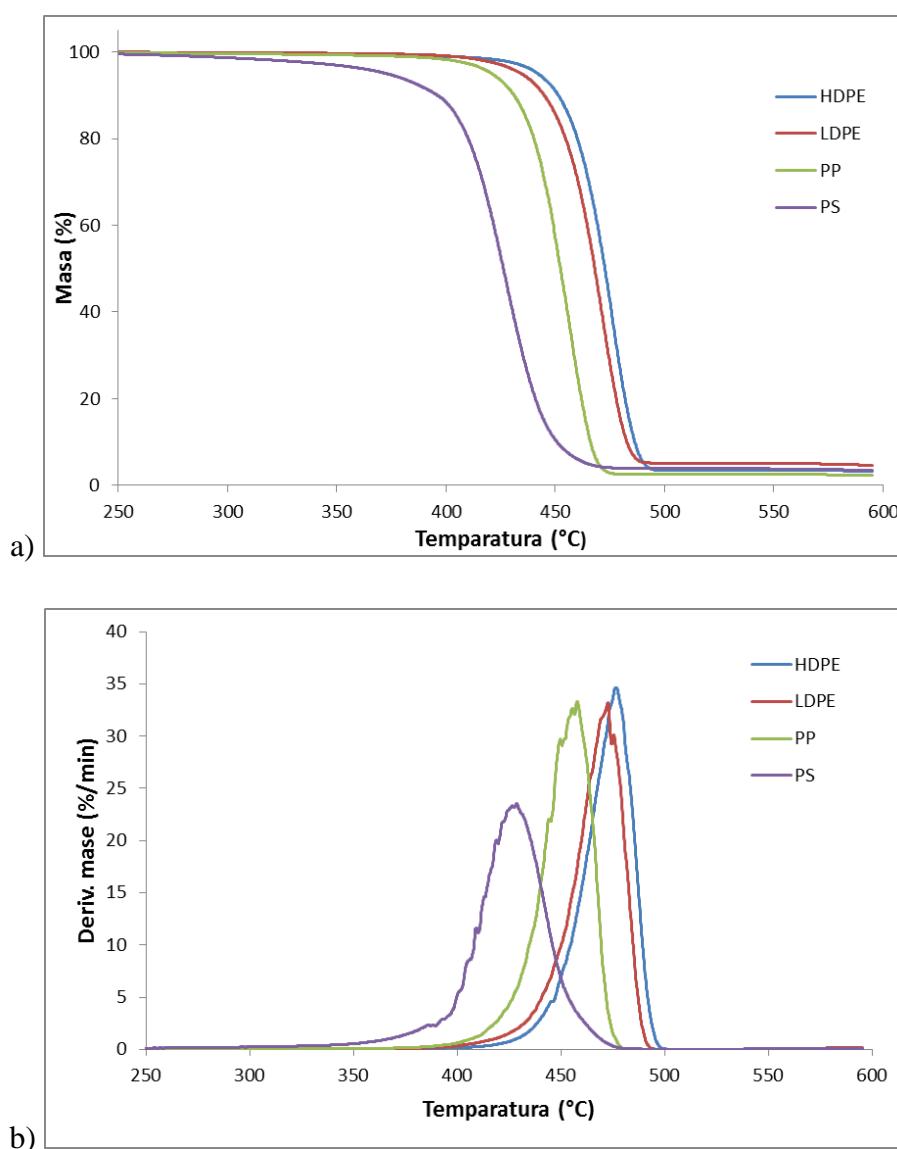 100
80
60
40
20
0
Masa (%)
HDPE
LDPE
PP
PS
250 300 350 400 450 500 550 600
Temparatura (°C)
a)
40
35
30
25
20
15
10
5
0
Deriv. mase (%/min)
HDPE
LDPE
PP
PS
250 300 350 400 450 500 550 600
Temparatura (°C)
b)